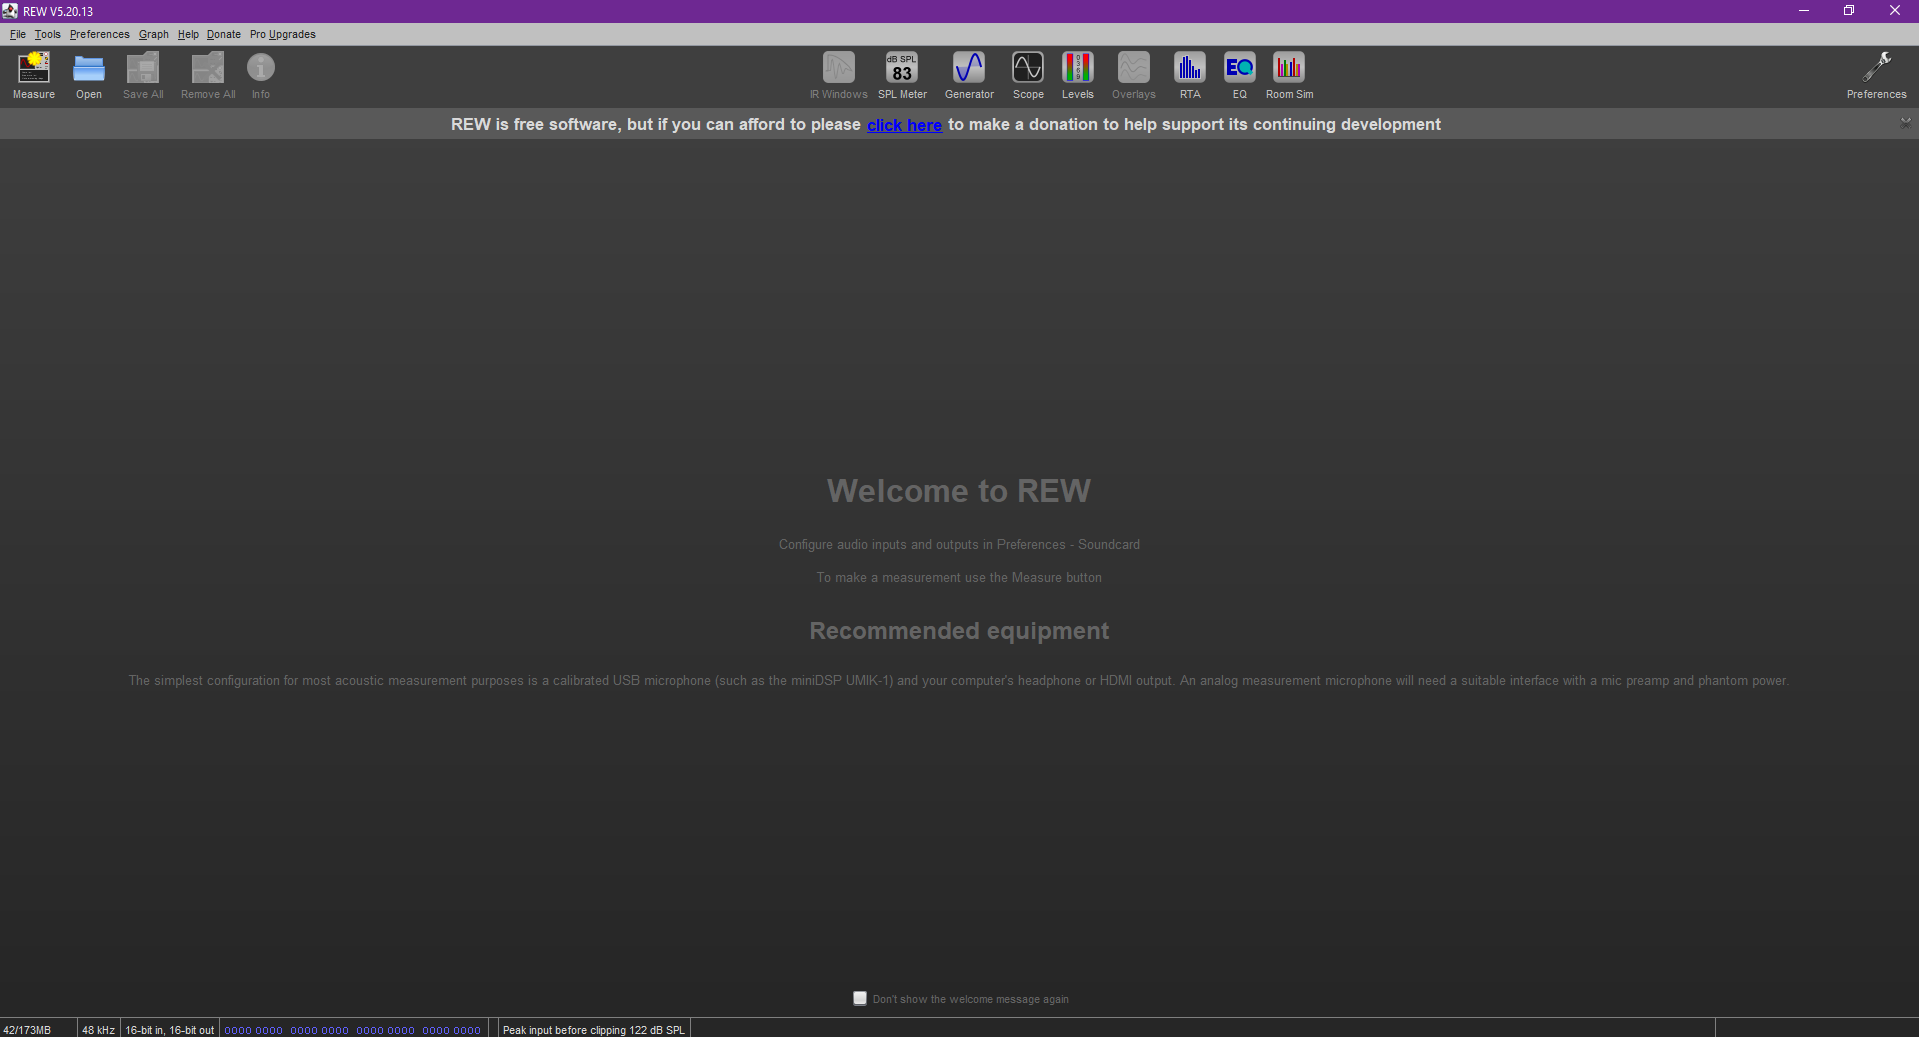 REW V5.20.13
File Tools Preferences Graph Help Donate Pro Upgrades
dB SPL
83
0 3 6 9
EQ
Measure Open Save All Remove All Info IR Windows SPL Meter Generator Scope Levels Overlays RTA EQ Room Sim Preferences
REW is free software, but if you can afford to please click here to make a donation to help support its continuing development
Welcome to REW
Configure audio inputs and outputs in Preferences - Soundcard
To make a measurement use the Measure button
Recommended equipment
The simplest configuration for most acoustic measurement purposes is a calibrated USB microphone (such as the miniDSP UMIK-1) and your computer's headphone or HDMI output. An analog measurement microphone will need a suitable interface with a mic preamp and phantom power.
Don't show the welcome message again
42/173MB 48 kHz 16-bit in, 16-bit out 0000 0000 0000 0000 0000 0000 0000 0000 Peak input before clipping 122 dB SPL